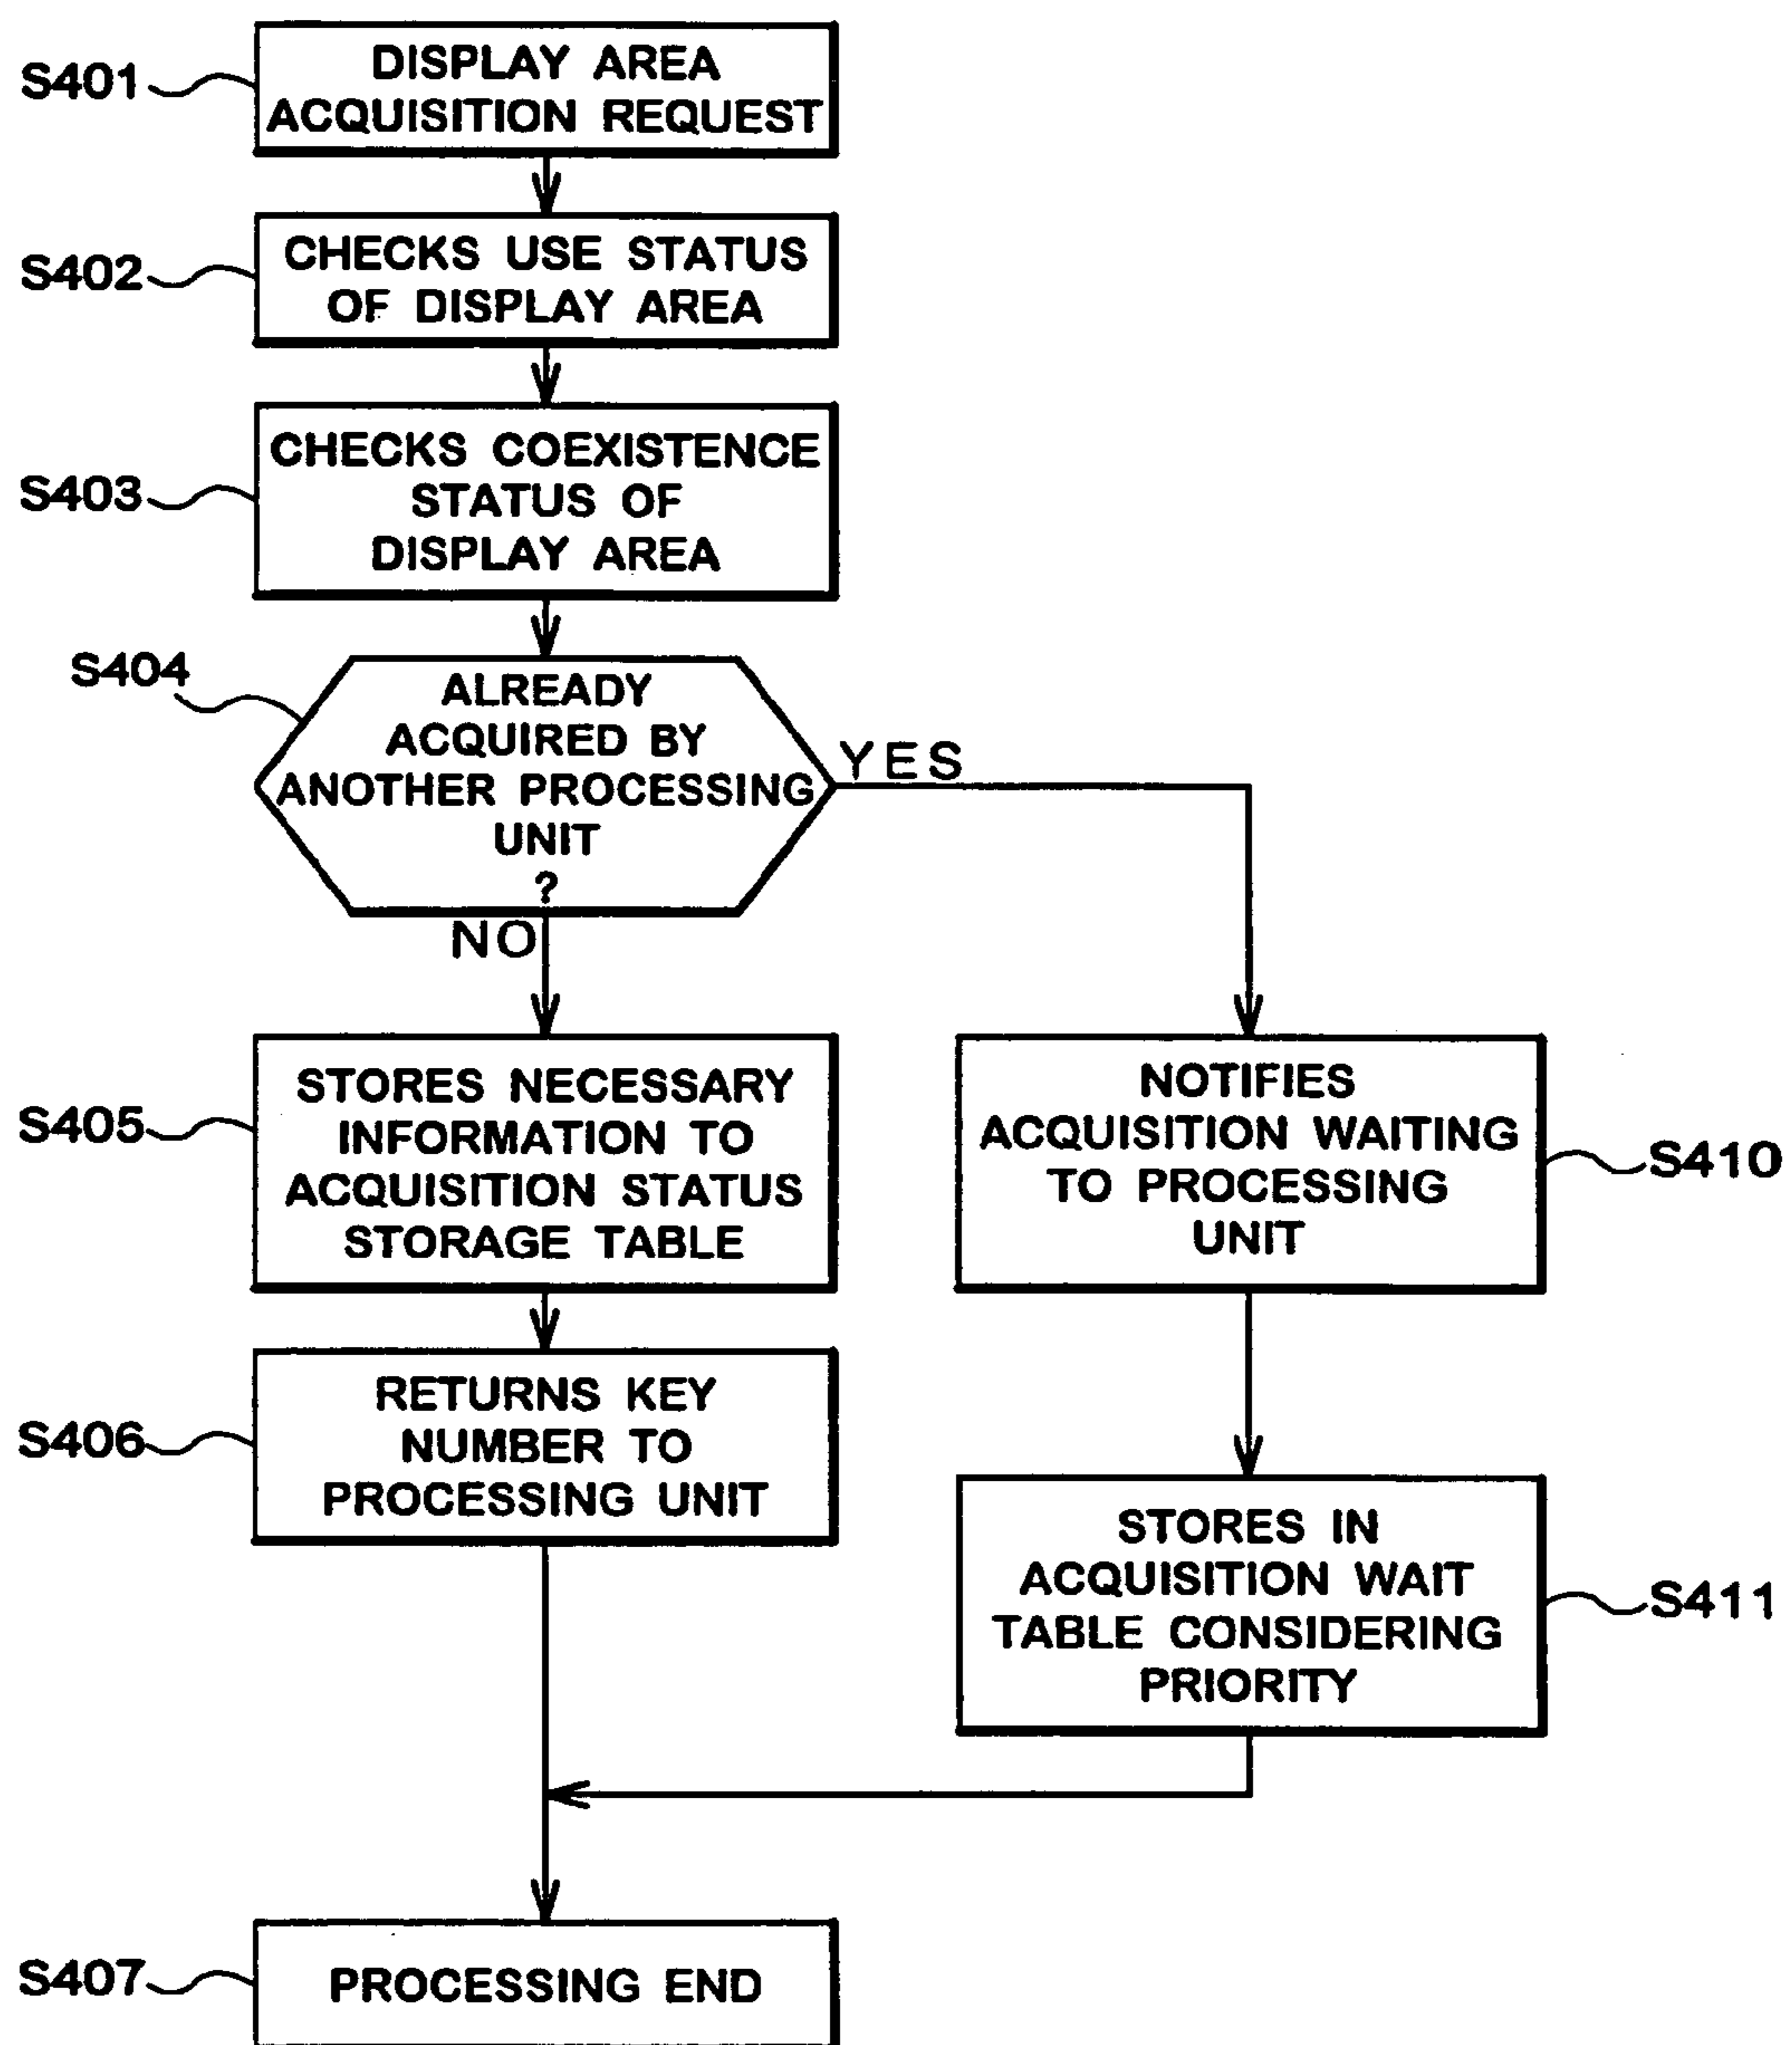 S401
DISPLAY AREA
ACQUISITION REQUEST
S402
CHECKS USE STATUS
OF DISPLAY AREA
S403
CHECKS COEXISTENCE
STATUS OF
DISPLAY AREA
S404
ALREADY
ACQUIRED BY
ANOTHER PROCESSING
UNIT
?
YES
NO
S405
STORES NECESSARY
INFORMATION TO
ACQUISITION STATUS
STORAGE TABLE
S406
RETURNS KEY
NUMBER TO
PROCESSING UNIT
NOTIFIES
ACQUISITION WAITING
TO PROCESSING
UNIT
S410
STORES IN
ACQUISITION WAIT
TABLE CONSIDERING
PRIORITY
S411
S407
PROCESSING END